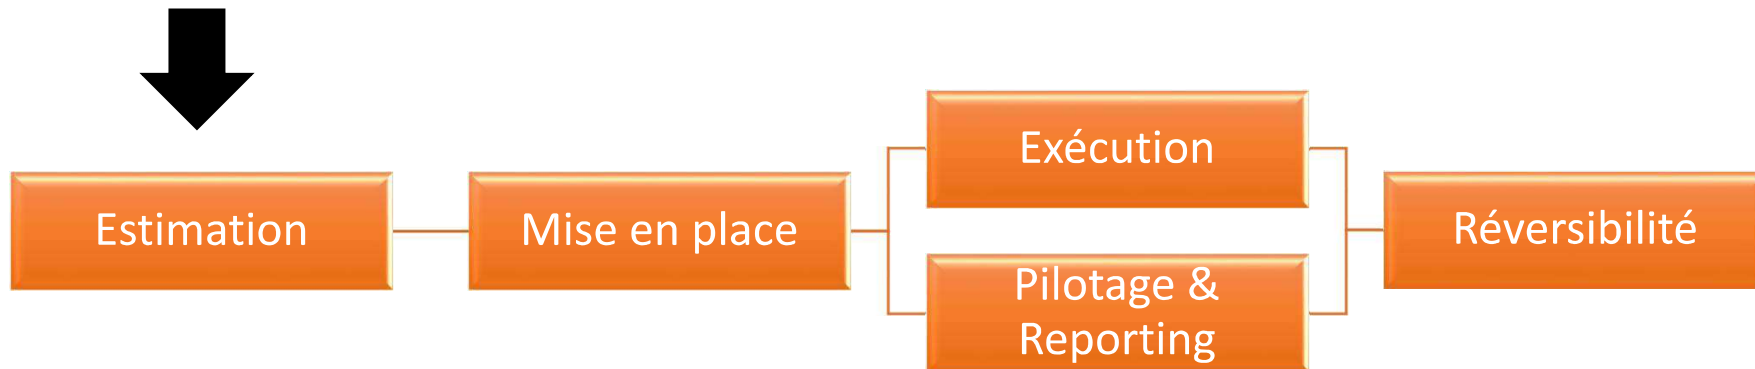 Estimation
Mise en place
Exécution
Pilotage &
Reporting
Réversibilité